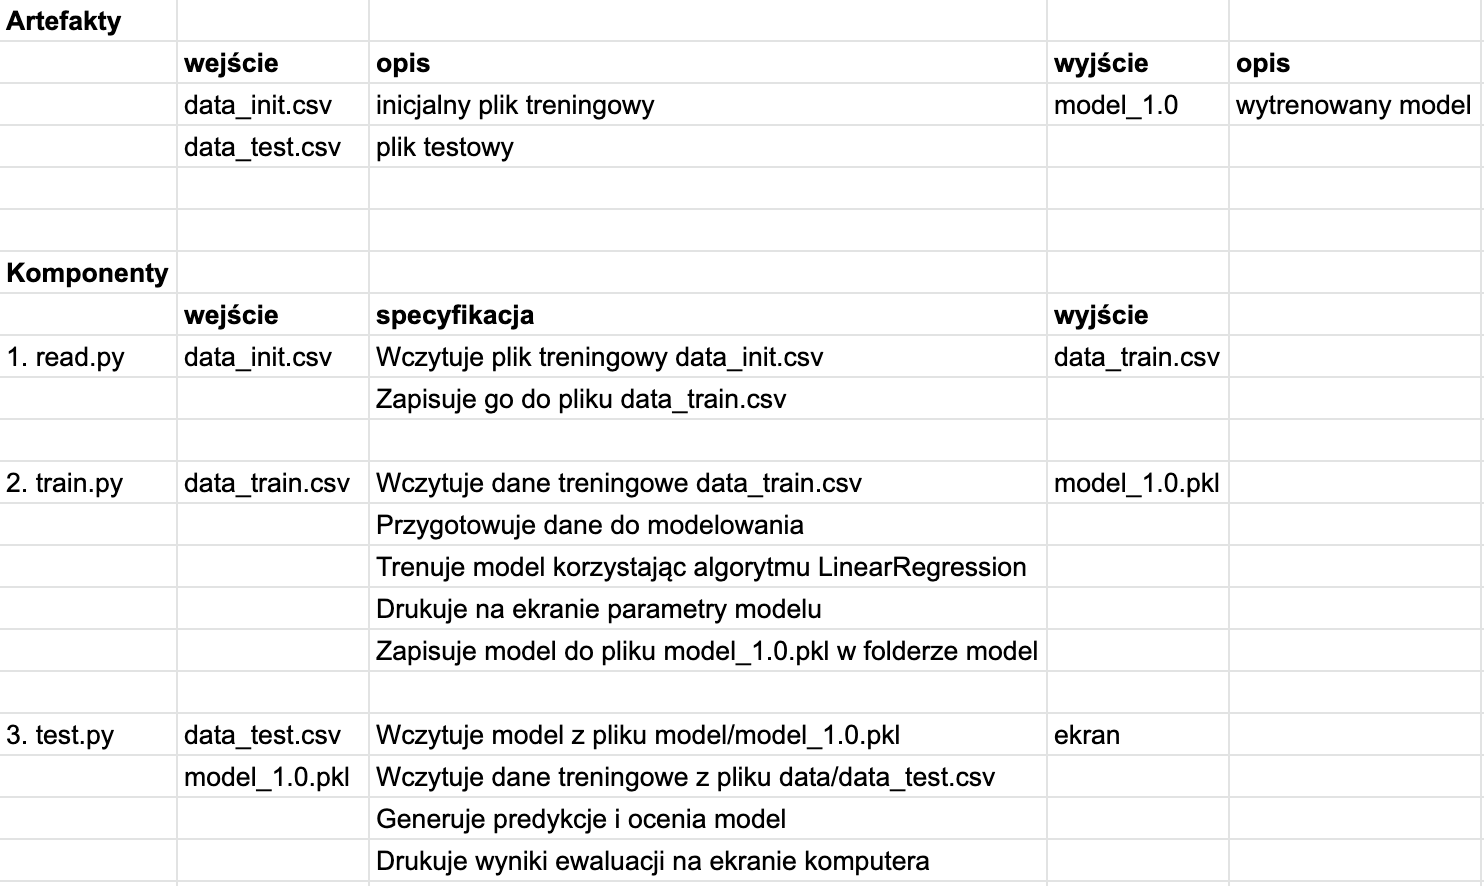 Artefakty
wejście opis wyjście opis
data_init.csv inicjalny plik treningowy model_1.0 wytrenowany model
data_test.csv plik testowy
Komponenty
wejście specyfikacja wyjście
1. read.py data_init.csv Wczytuje plik treningowy data_init.csv data_train.csv
Zapisuje go do pliku data_train.csv
2. train.py data_train.csv Wczytuje dane treningowe data_train.csv model_1.0.pkl
Przygotowuje dane do modelowania
Trenuje model korzystając algorytmu LinearRegression
Drukuje na ekranie parametry modelu
Zapisuje model do pliku model_1.0.pkl w folderze model
3. test.py data_test.csv Wczytuje model z pliku model/model_1.0.pkl ekran
model_1.0.pkl Wczytuje dane treningowe z pliku data/data_test.csv
Generuje predykcje i ocenia model
Drukuje wyniki ewaluacji na ekranie komputera